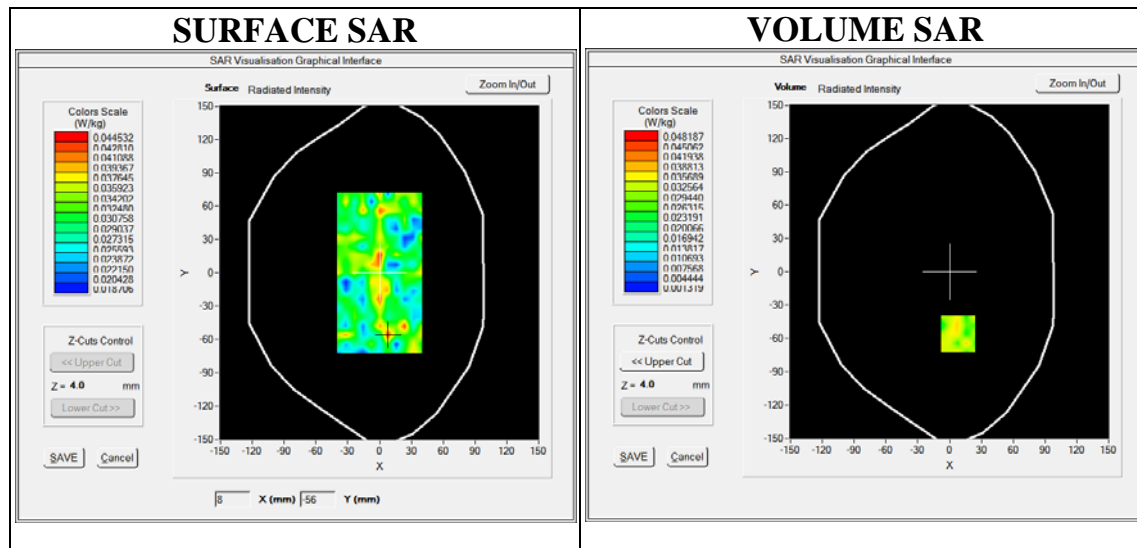 SURFACE SAR
SAR Visualisation Graphical Interface
Surface Radiated Intensity
Zoom In/Out
Colors Scale
(W/kg)
0.044532
0.042810
0.041088
0.039367
0.037645
0.035923
0.034202
0.032480
0.030758
0.029037
0.027315
0.025593
0.023872
0.022150
0.020428
0.018706
Z-Cuts Control
<< Upper Cut
Z = 4.0 mm
Lower Cut >>
SAVE Cancel
150
120
90
60
30
0
-30
-60
-90
-120
-150
Y
-150 -120 -90 -60 -30 0 30 60 90 120 150
X
8 X (mm) -56 Y (mm)
VOLUME SAR
SAR Visualisation Graphical Interface
Volume Radiated Intensity
Zoom In/Out
Colors Scale
(W/kg)
0.048187
0.045062
0.041938
0.038813
0.035689
0.032564
0.029440
0.026315
0.023191
0.020066
0.016942
0.013817
0.010693
0.007568
0.004444
0.001319
Z-Cuts Control
<< Upper Cut
Z = 4.0 mm
Lower Cut >>
SAVE Cancel
150
120
90
60
30
0
-30
-60
-90
-120
-150
Y
-150 -120 -90 -60 -30 0 30 60 90 120 150
X